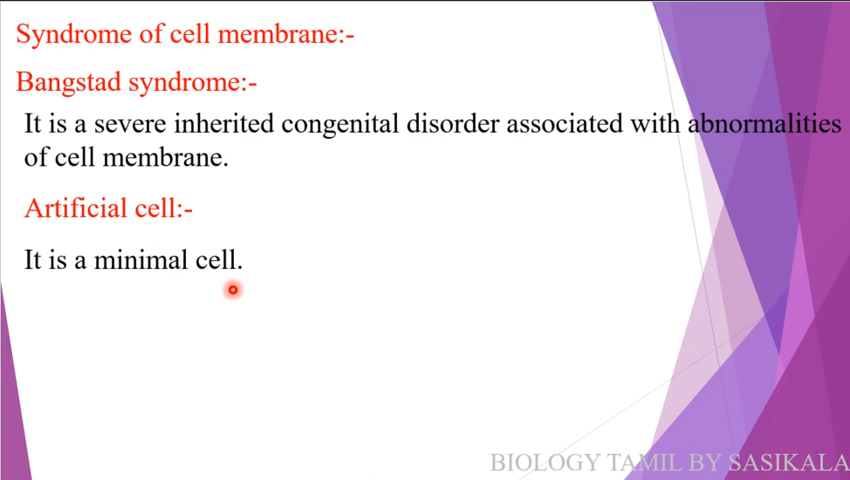 Syndrome of cell membrane:-
Bangstad syndrome:-
It is a severe inherited congenital disorder associated with abnormalities
of cell membrane.
Artificial cell:-
It is a minimal cell.
BIOLOGY TAMIL BY SASIKALA